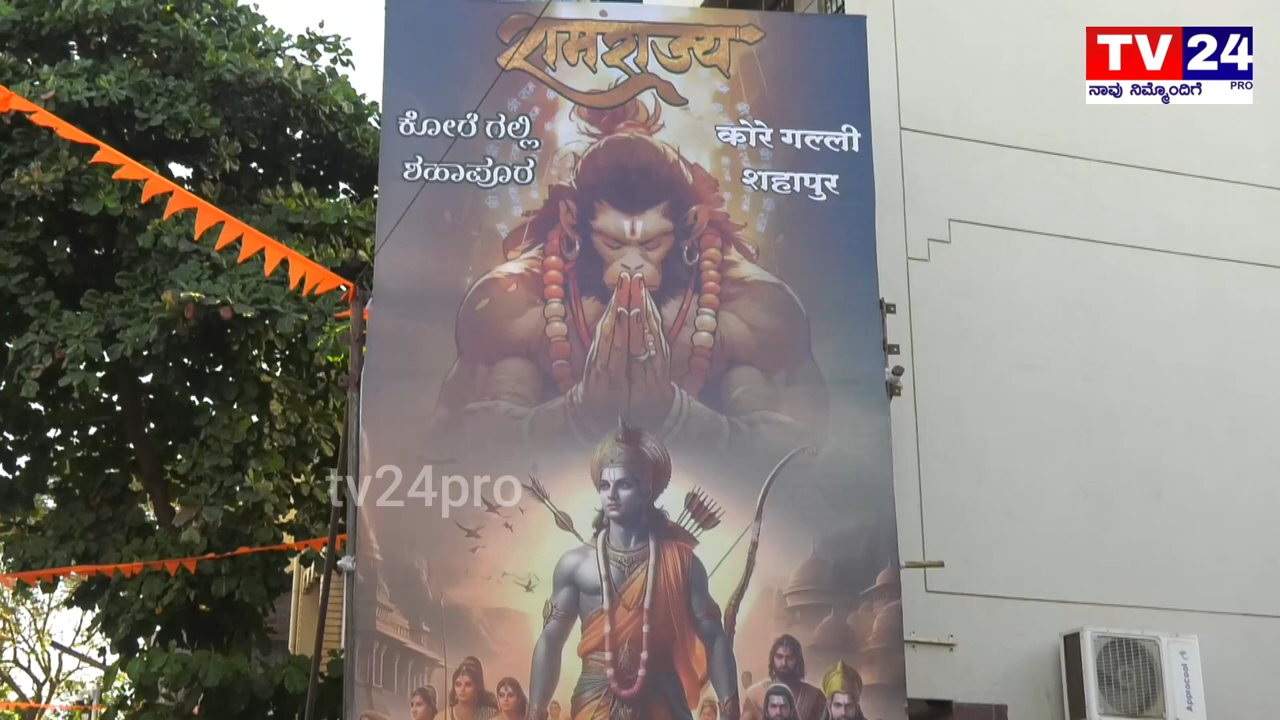 रामराज्य
ಕೋರೆ ಗಲ್ಲಿ
ಶಹಾಪೂರ
कोरे गल्ली
शहापुर
TV 24
PRO
ನಾವು ನಿಮ್ಮೊಂದಿಗೆ
tv24pro